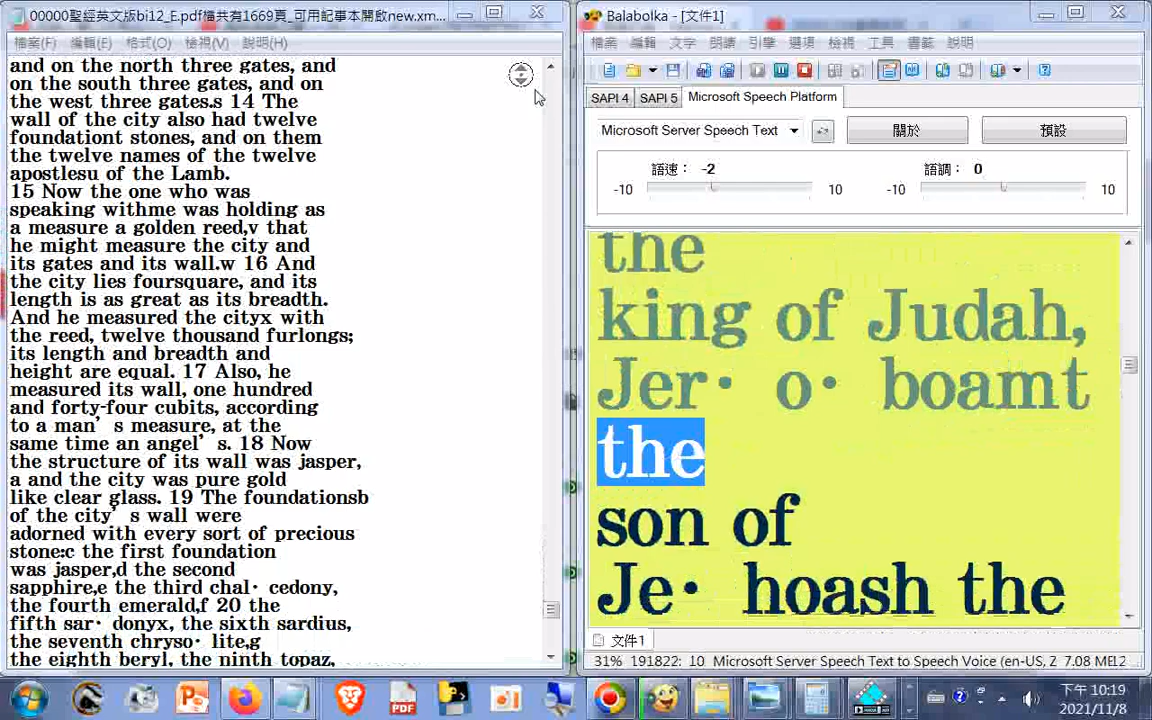 00000聖經英文版bi12_E.pdf檔共有1669頁_可用記事本開啟new.xm...
檔案(F) 編輯(E) 格式(O) 檢視(V) 說明(H)
and on the north three gates, and
on the south three gates, and on
the west three gates.s 14 The
wall of the city also had twelve
foundationt stones, and on them
the twelve names of the twelve
apostlesu of the Lamb.
15 Now the one who was
speaking withme was holding as
a measure a golden reed,v that
he might measure the city and
its gates and its wall.w 16 And
the city lies foursquare, and its
length is as great as its breadth.
And he measured the cityx with
the reed, twelve thousand furlongs;
its length and breadth and
height are equal. 17 Also, he
measured its wall, one hundred
and forty-four cubits, according
to a man’s measure, at the
same time an angel’s. 18 Now
the structure of its wall was jasper,
a and the city was pure gold
like clear glass. 19 The foundationsb
of the city’s wall were
adorned with every sort of precious
stone:c the first foundation
was jasper,d the second
sapphire,e the third chal· cedony,
the fourth emerald,f 20 the
fifth sar· donyx, the sixth sardius,
the seventh chryso· lite,g
the eighth beryl, the ninth topaz,
Balabolka - [文件1]
檔案 編輯 文字 朗讀 引擎 選項 檢視 工具 書籤 說明
SAPI 4 SAPI 5 Microsoft Speech Platform
Microsoft Server Speech Text 關於 預設
語速： -2 語調： 0
-10 10 -10 10
the
king of Judah,
Jer· o· boamt
the
son of
Je· hoash the
文件1
31% 191822: 10 Microsoft Server Speech Text to Speech Voice (en-US, Z 7.08 ME12
PDF
下午 10:19
2021/11/8